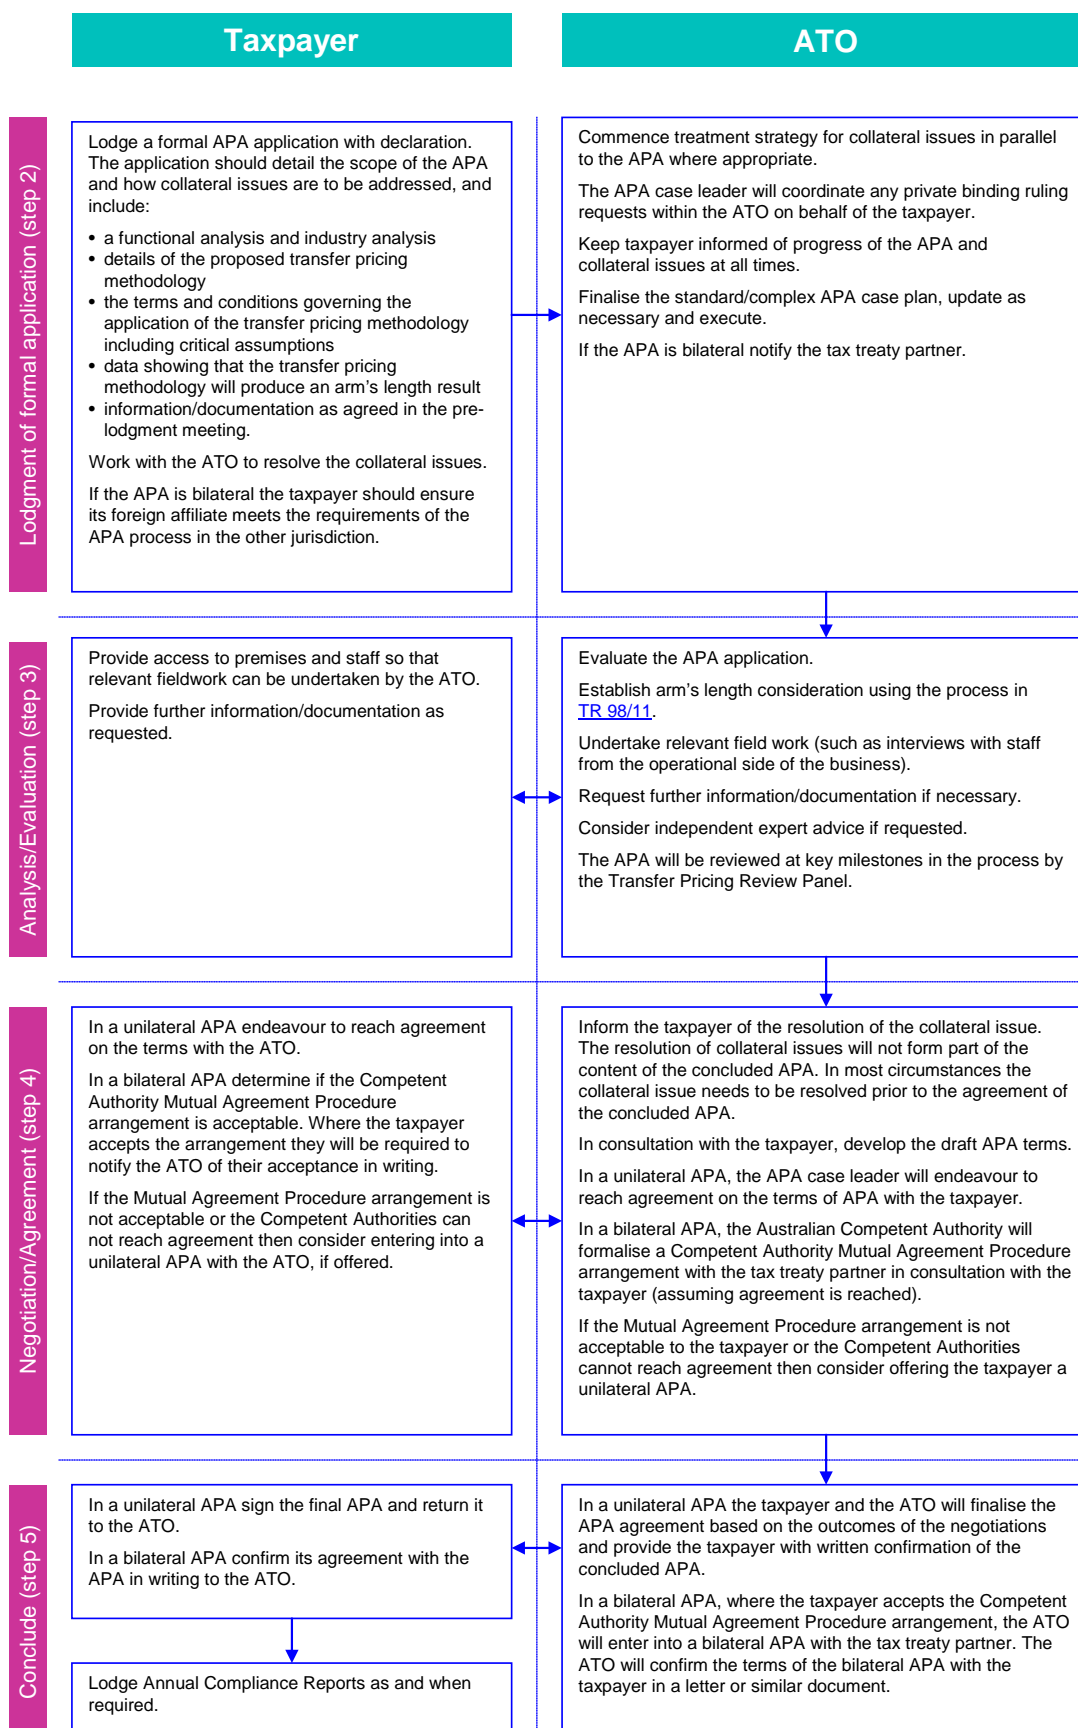 Taxpayer
ATO
Lodgment of formal application (step 2)
Lodge a formal APA application with declaration.
The application should detail the scope of the APA
and how collateral issues are to be addressed, and
include:
• a functional analysis and industry analysis
• details of the proposed transfer pricing
methodology
• the terms and conditions governing the
application of the transfer pricing methodology
including critical assumptions
• data showing that the transfer pricing
methodology will produce an arm's length result
• information/documentation as agreed in the pre-
lodgment meeting.
Work with the ATO to resolve the collateral issues.
If the APA is bilateral the taxpayer should ensure
its foreign affiliate meets the requirements of the
APA process in the other jurisdiction.
Commence treatment strategy for collateral issues in parallel
to the APA where appropriate.
The APA case leader will coordinate any private binding ruling
requests within the ATO on behalf of the taxpayer.
Keep taxpayer informed of progress of the APA and
collateral issues at all times.
Finalise the standard/complex APA case plan, update as
necessary and execute.
If the APA is bilateral notify the tax treaty partner.
Analysis/Evaluation (step 3)
Provide access to premises and staff so that
relevant fieldwork can be undertaken by the ATO.
Provide further information/documentation as
requested.
Evaluate the APA application.
Establish arm's length consideration using the process in
TR 98/11.
Undertake relevant field work (such as interviews with staff
from the operational side of the business).
Request further information/documentation if necessary.
Consider independent expert advice if requested.
The APA will be reviewed at key milestones in the process by
the Transfer Pricing Review Panel.
Negotiation/Agreement (step 4)
In a unilateral APA endeavour to reach agreement
on the terms with the ATO.
In a bilateral APA determine if the Competent
Authority Mutual Agreement Procedure
arrangement is acceptable. Where the taxpayer
accepts the arrangement they will be required to
notify the ATO of their acceptance in writing.
If the Mutual Agreement Procedure arrangement is
not acceptable or the Competent Authorities can
not reach agreement then consider entering into a
unilateral APA with the ATO, if offered.
Inform the taxpayer of the resolution of the collateral issue.
The resolution of collateral issues will not form part of the
content of the concluded APA. In most circumstances the
collateral issue needs to be resolved prior to the agreement of
the concluded APA.
In consultation with the taxpayer, develop the draft APA terms.
In a unilateral APA, the APA case leader will endeavour to
reach agreement on the terms of APA with the taxpayer.
In a bilateral APA, the Australian Competent Authority will
formalise a Competent Authority Mutual Agreement Procedure
arrangement with the tax treaty partner in consultation with the
taxpayer (assuming agreement is reached).
If the Mutual Agreement Procedure arrangement is not
acceptable to the taxpayer or the Competent Authorities
cannot reach agreement then consider offering the taxpayer a
unilateral APA.
Conclude (step 5)
In a unilateral APA sign the final APA and return it
to the ATO.
In a bilateral APA confirm its agreement with the
APA in writing to the ATO.
Lodge Annual Compliance Reports as and when
required.
In a unilateral APA the taxpayer and the ATO will finalise the
APA agreement based on the outcomes of the negotiations
and provide the taxpayer with written confirmation of the
concluded APA.
In a bilateral APA, where the taxpayer accepts the Competent
Authority Mutual Agreement Procedure arrangement, the ATO
will enter into a bilateral APA with the tax treaty partner. The
ATO will confirm the terms of the bilateral APA with the
taxpayer in a letter or similar document.